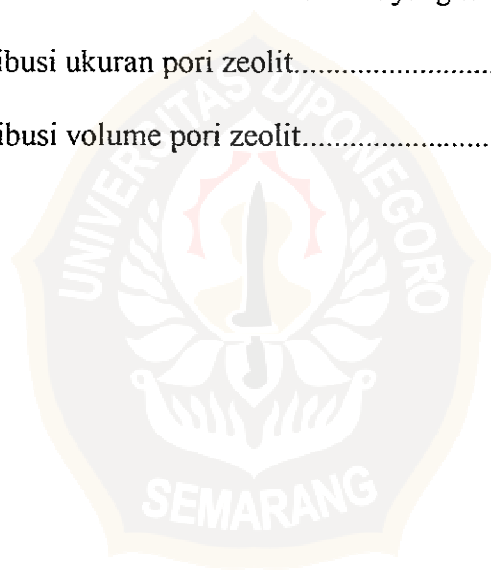 ibusi ukuran pori zeolit..........................
ibusi volume pori zeolit.........................
UNIVERSITAS DIPONEGORO
SEMARANG